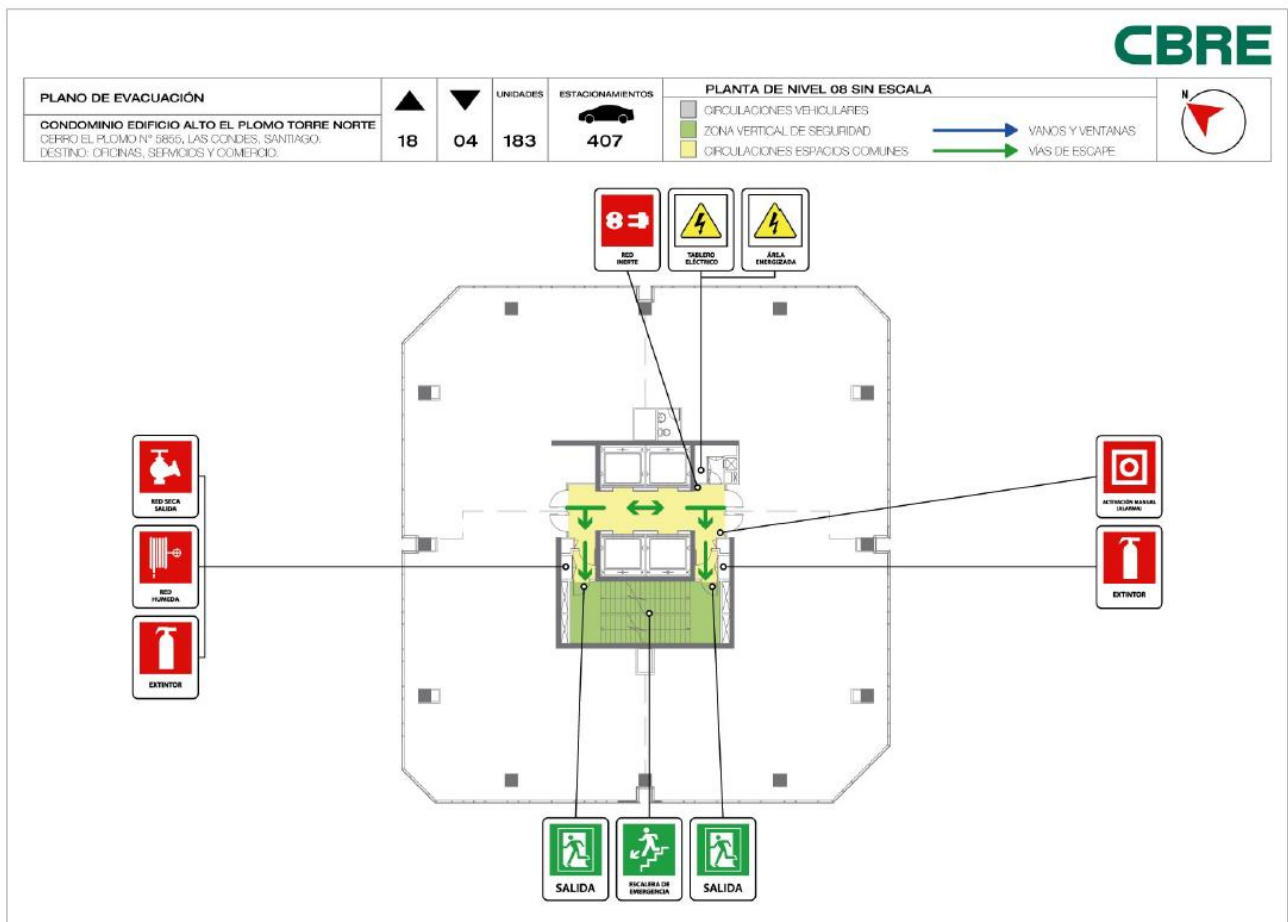 CBRE
PLANO DE EVACUACIÓN
CONDOMINIO EDIFICIO ALTO EL PLOMO TORRE NORTE
CERRO EL PLOMO N° 5855, LAS CONDES, SANTIAGO.
DESTINO: OFICINAS, SERVICIOS Y COMERCIO.
18
04
UNIDADES
183
ESTACIONAMIENTOS
407
PLANTA DE NIVEL 08 SIN ESCALA
CIRCULACIONES VEHICULARES
ZONA VERTICAL DE SEGURIDAD
CIRCULACIONES ESPACIOS COMUNES
VANOS Y VENTANAS
VÍAS DE ESCAPE
N
8
RED
INERTE
TABLERO
ELÉCTRICO
ÁREA
ENERGIZADA
RED SECA
SALIDA
RED
HUMEDA
EXTINTOR
ACTIVACIÓN MANUAL
(ALARMA)
EXTINTOR
SALIDA
ESCALERA DE
EMERGENCIA
SALIDA